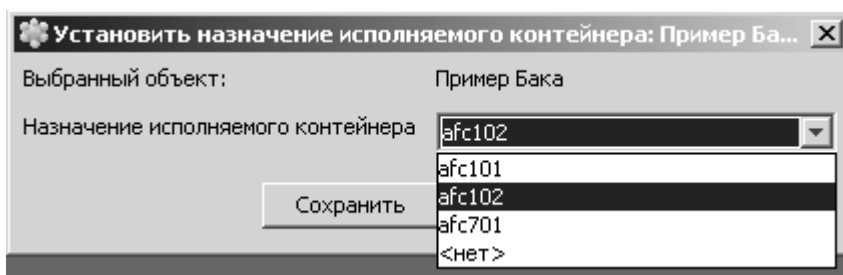 Установить назначение исполняемого контейнера: Пример Ба...
Выбранный объект: Пример Бака
Назначение исполняемого контейнера afc102
afc101
Сохранить afc102
afc701
<нет>